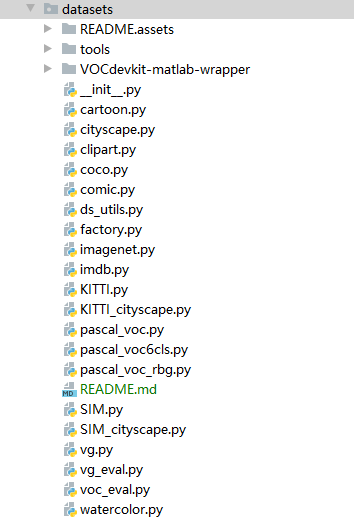 datasets
README.assets
tools
VOCdevkit-matlab-wrapper
__init__.py
cartoon.py
cityscape.py
clipart.py
coco.py
comic.py
ds_utils.py
factory.py
imagenet.py
imdb.py
KITTI.py
KITTI_cityscape.py
pascal_voc.py
pascal_voc6cls.py
pascal_voc_rbg.py
MD README.md
SIM.py
SIM_cityscape.py
vg.py
vg_eval.py
voc_eval.py
watercolor.py